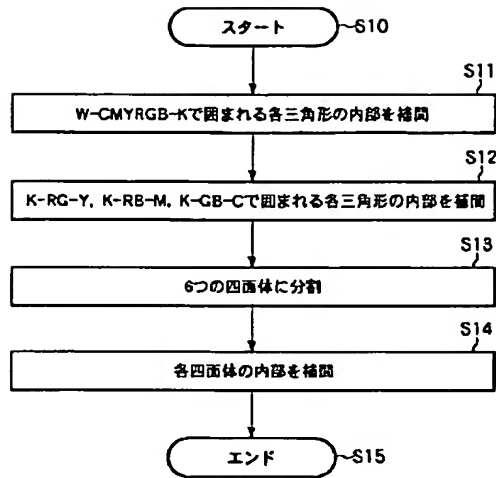 スタート
S10
S11
W-CMYRGB-Kで囲まれる各三角形の内部を補間
S12
K-RG-Y, K-RB-M, K-GB-Cで囲まれる各三角形の内部を補間
S13
6つの四面体に分割
S14
各四面体の内部を補間
エンド
S15